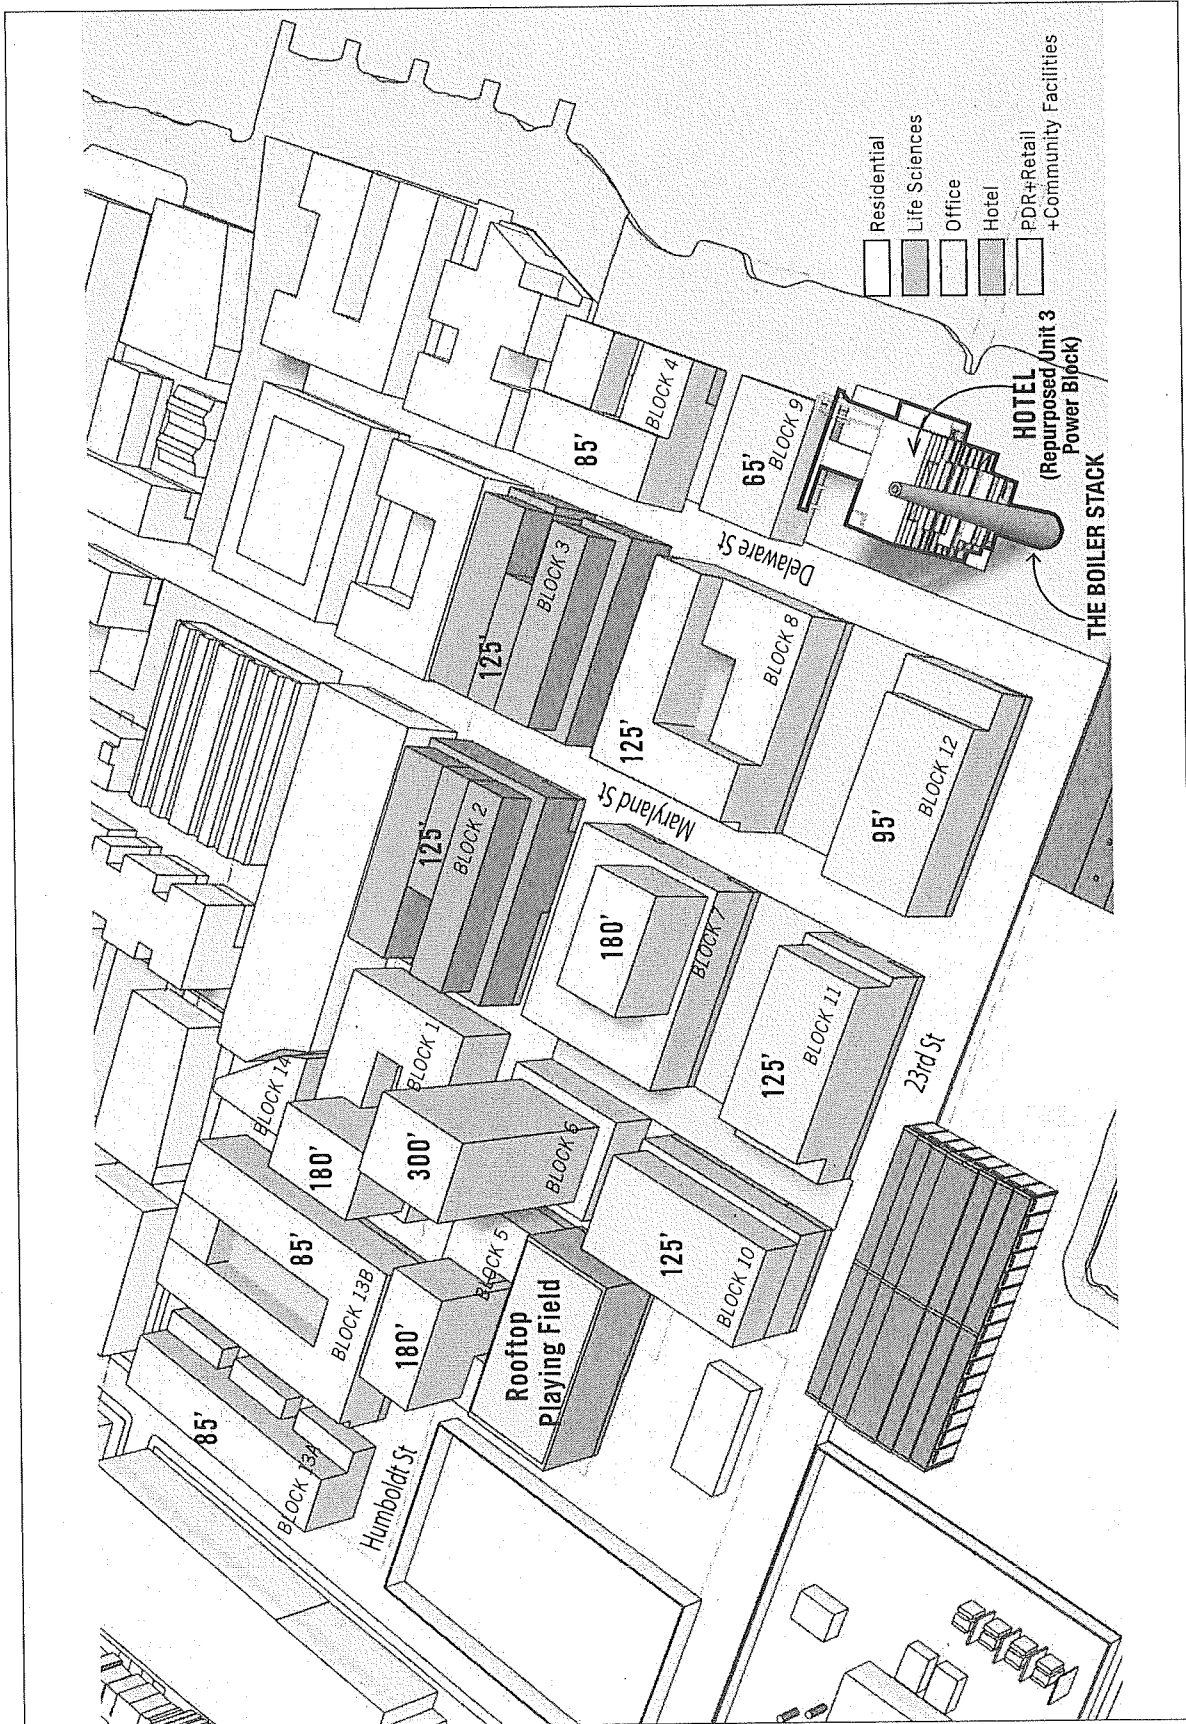 BLOCK 13A
85'
Humboldt St
BLOCK 13B
85'
180'
BLOCK 5
Rooftop
Playing Field
BLOCK 14
180'
BLOCK 1
300'
BLOCK 6
125'
BLOCK 10
125'
BLOCK 2
180'
BLOCK 7
125'
BLOCK 11
23rd St
Maryland St
125'
BLOCK 3
125'
BLOCK 8
95'
BLOCK 12
Delaware St
85'
BLOCK 4
65'
BLOCK 9
HOTEL
(Repurposed Unit 3
Power Block)
THE BOILER STACK
Residential
Life Sciences
Office
Hotel
PDR+Retail
+Community Facilities